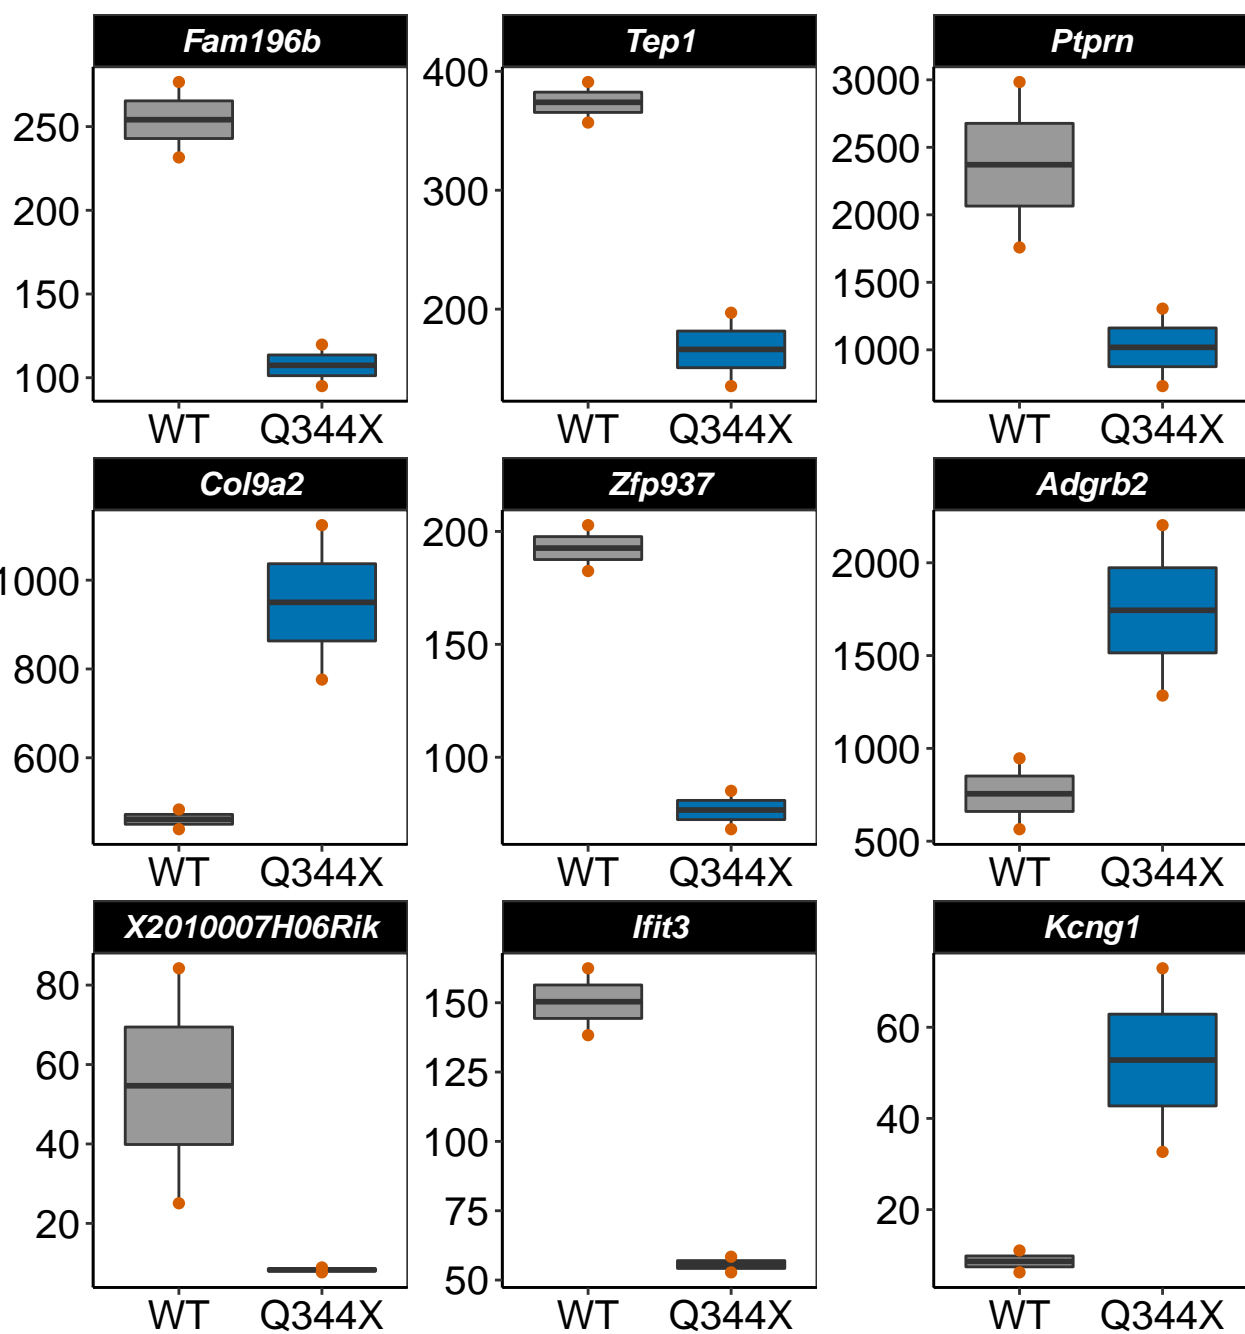 Fam196b
Tep1
Ptprn
250
200
150
100
WT Q344X
400
300
200
WT Q344X
3000
2500
2000
1500
1000
WT Q344X
Col9a2
Zfp937
Adgrb2
1000
800
600
WT Q344X
200
150
100
WT Q344X
2000
1500
1000
500
WT Q344X
X2010007H06Rik
Ifit3
Kcng1
80
60
40
20
WT Q344X
150
125
100
75
50
WT Q344X
60
40
20
WT Q344X